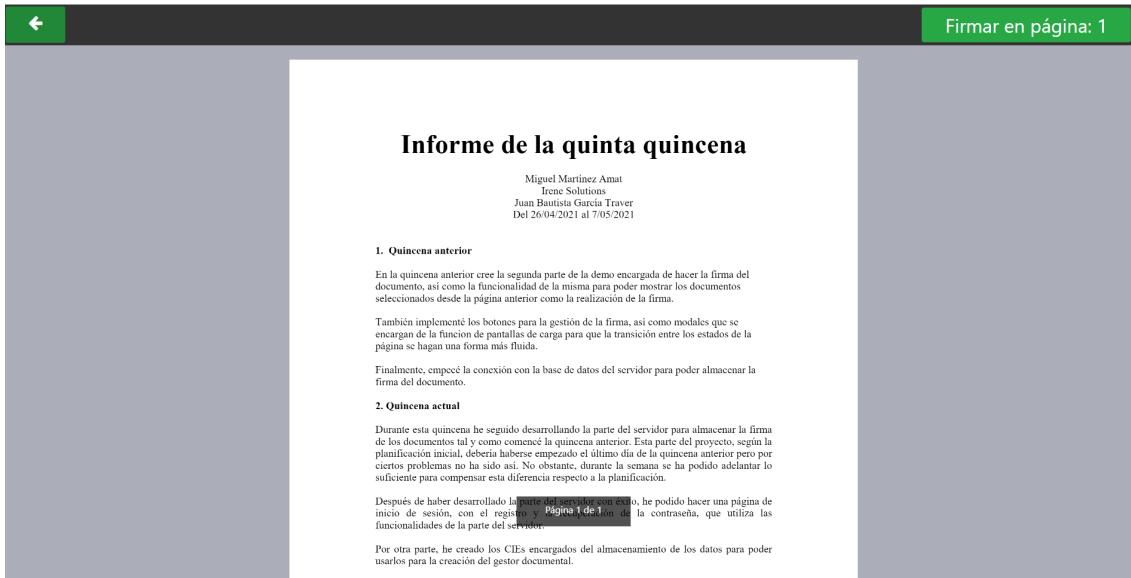 Firmar en página: 1
Informe de la quinta quincena
Miguel Martínez Amat
Irene Solutions
Juan Bautista García Traver
Del 26/04/2021 al 7/05/2021
1. Quincena anterior
En la quincena anterior cree la segunda parte de la demo encargada de hacer la firma del
documento, así como la funcionalidad de la misma para poder mostrar los documentos
seleccionados desde la página anterior como la realización de la firma.
También implementé los botones para la gestión de la firma, así como modales que se
encargan de la funcion de pantallas de carga para que la transición entre los estados de la
página se hagan una forma más fluida.
Finalmente, empecé la conexión con la base de datos del servidor para poder almacenar la
firma del documento.
2. Quincena actual
Durante esta quincena he seguido desarrollando la parte del servidor para almacenar la firma
de los documentos tal y como comencé la quincena anterior. Esta parte del proyecto, según la
planificación inicial, debería haberse empezado el último día de la quincena anterior pero por
ciertos problemas no ha sido así. No obstante, durante la semana se ha podido adelantar lo
suficiente para compensar esta diferencia respecto a la planificación.
Después de haber desarrollado la parte del servidor con éxito, he podido hacer una página de
inicio de sesión, con el registro y la recuperación de la contraseña, que utiliza las
funcionalidades de la parte del servidor.
Página 1 de 1
Por otra parte, he creado los CIEs encargados del almacenamiento de los datos para poder
usarlos para la creación del gestor documental.